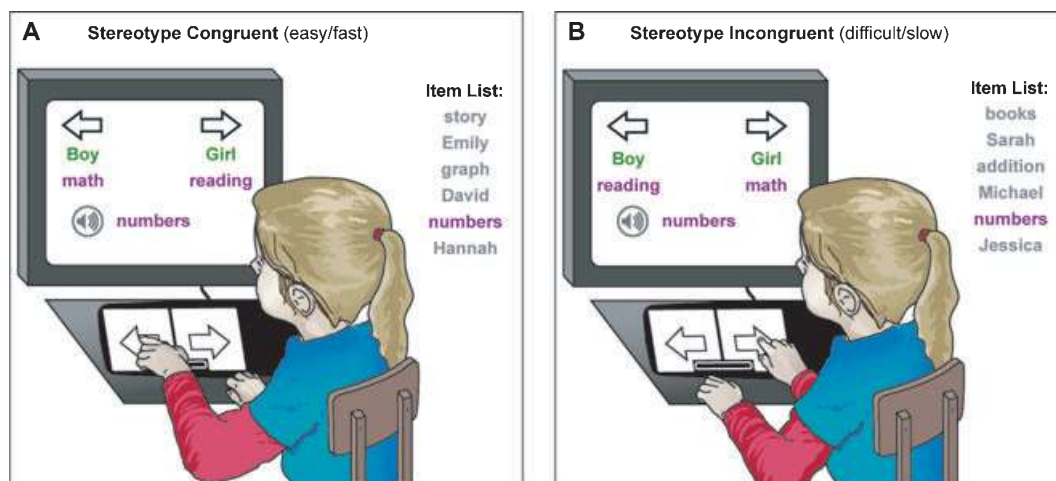 A
Stereotype Congruent (easy/fast)
Boy
Girl
math
reading
numbers
Item List:
story
Emily
graph
David
numbers
Hannah
B
Stereotype Incongruent (difficult/slow)
Boy
Girl
reading
math
numbers
Item List:
books
Sarah
addition
Michael
numbers
Jessica